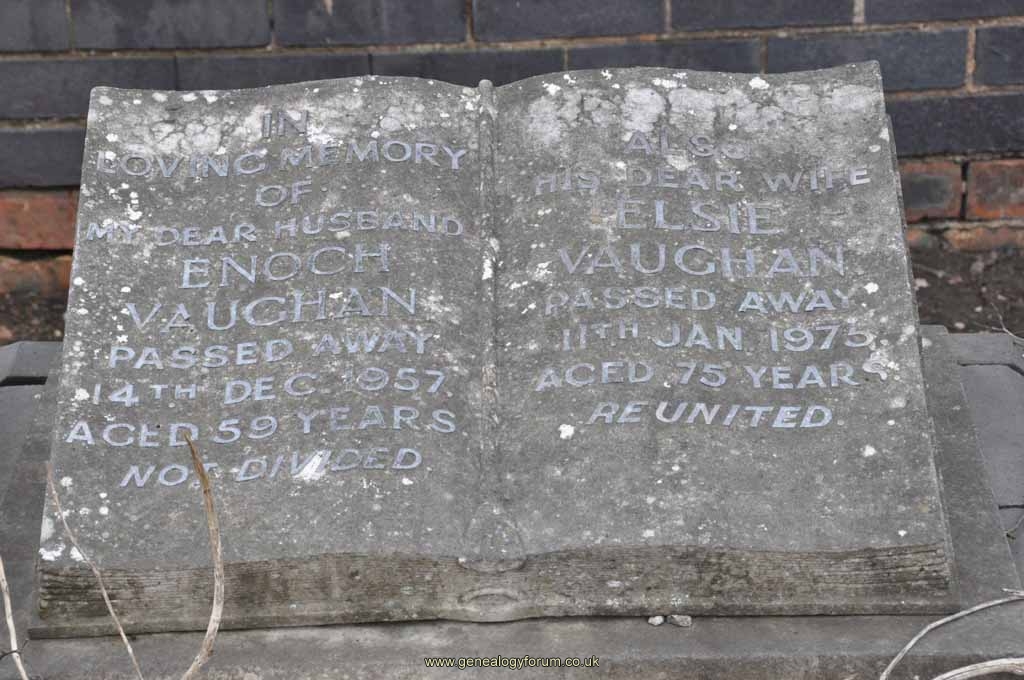 IN
LOVING MEMORY
OF
MY DEAR HUSBAND
ENOCH
VAUGHAN
PASSED AWAY
14TH DEC 1957
AGED 59 YEARS
NOT DIVIDED
ALSO
HIS DEAR WIFE
ELSIE
VAUGHAN
PASSED AWAY
11TH JAN 1975
AGED 75 YEARS
REUNITED
www.genealogyforum.co.uk